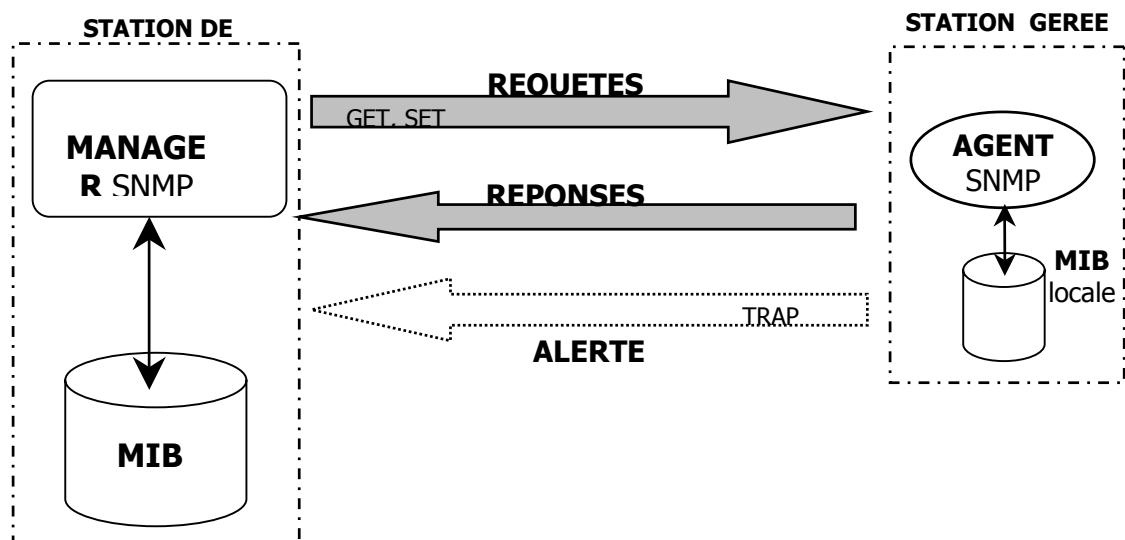 STATION DE
STATION GEREE
REQUETES
GET, SET
MANAGE
R SNMP
AGENT
SNMP
REPONSES
MIB
locale
TRAP
ALERTE
MIB